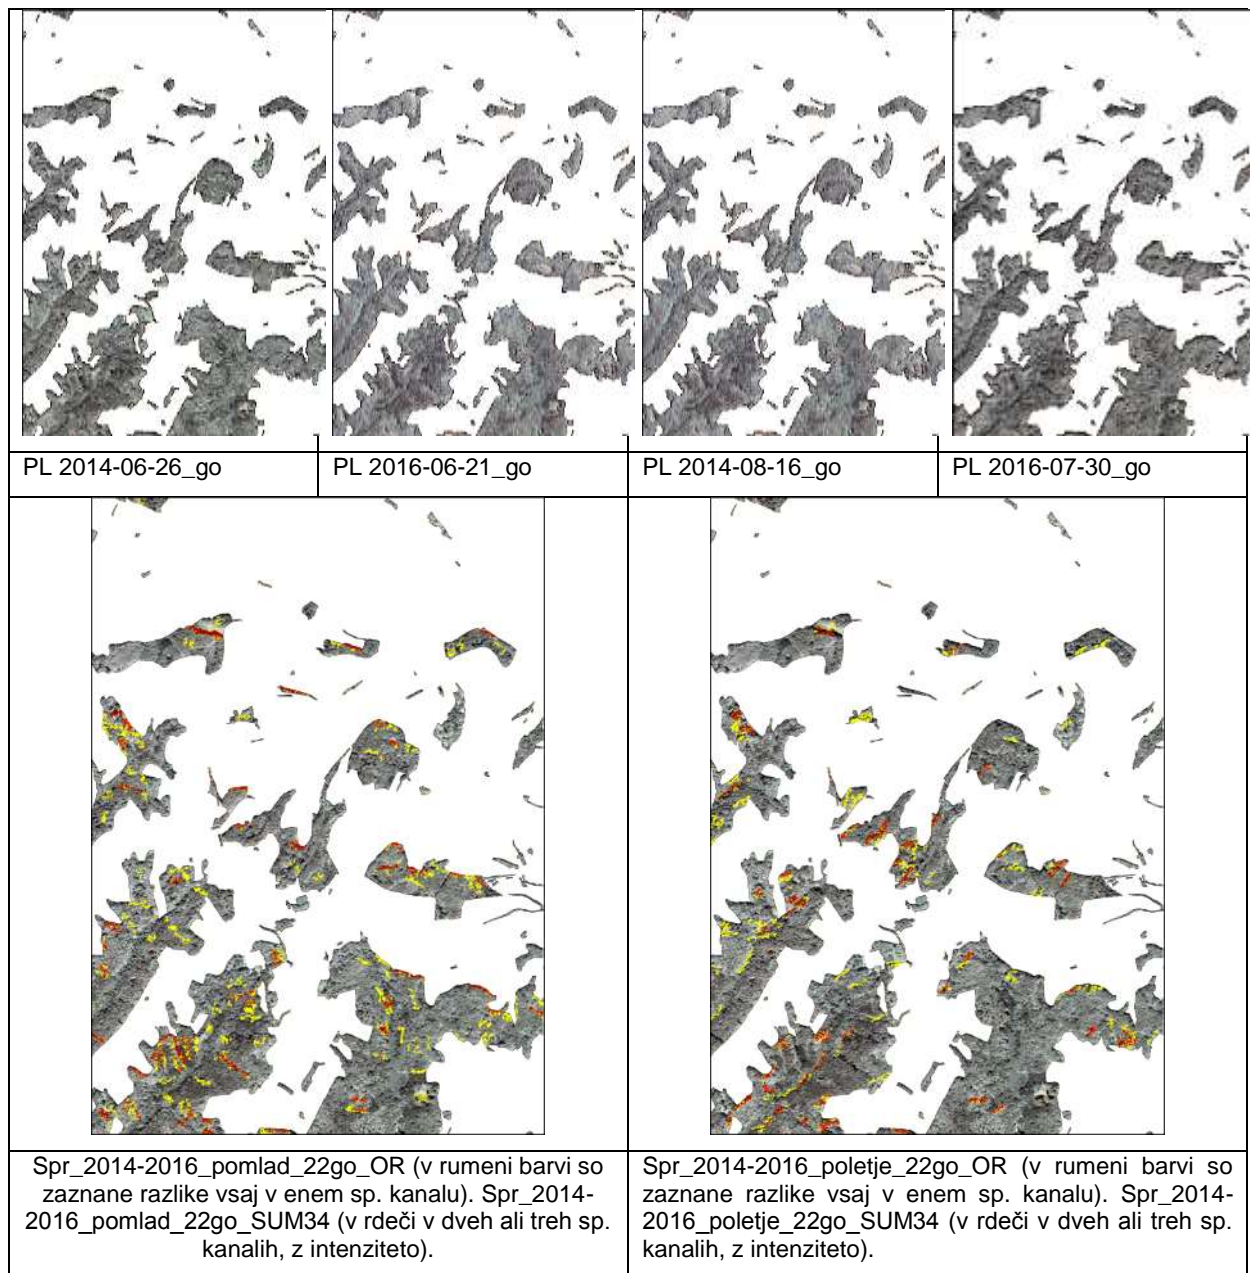 PL 2014-06-26_go
PL 2016-06-21_go
PL 2014-08-16_go
PL 2016-07-30_go
Spr_2014-2016_pomlad_22go_OR (v rumeni barvi so
zaznane razlike vsaj v enem sp. kanalu). Spr_2014-
2016_pomlad_22go_SUM34 (v rdeči v dveh ali treh sp.
kanalih, z intenziteto).
Spr_2014-2016_poletje_22go_OR (v rumeni barvi so
zaznane razlike vsaj v enem sp. kanalu). Spr_2014-
2016_poletje_22go_SUM34 (v rdeči v dveh ali treh sp.
kanalih, z intenziteto).